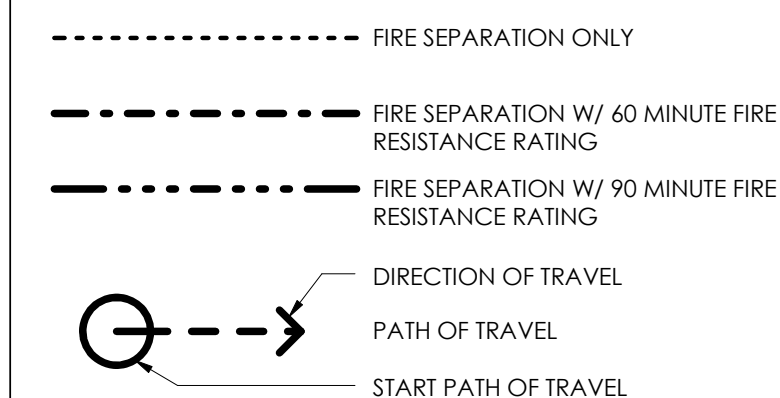 FIRE SEPARATION ONLY
FIRE SEPARATION W/ 60 MINUTE FIRE
RESISTANCE RATING
FIRE SEPARATION W/ 90 MINUTE FIRE
RESISTANCE RATING
DIRECTION OF TRAVEL
PATH OF TRAVEL
START PATH OF TRAVEL